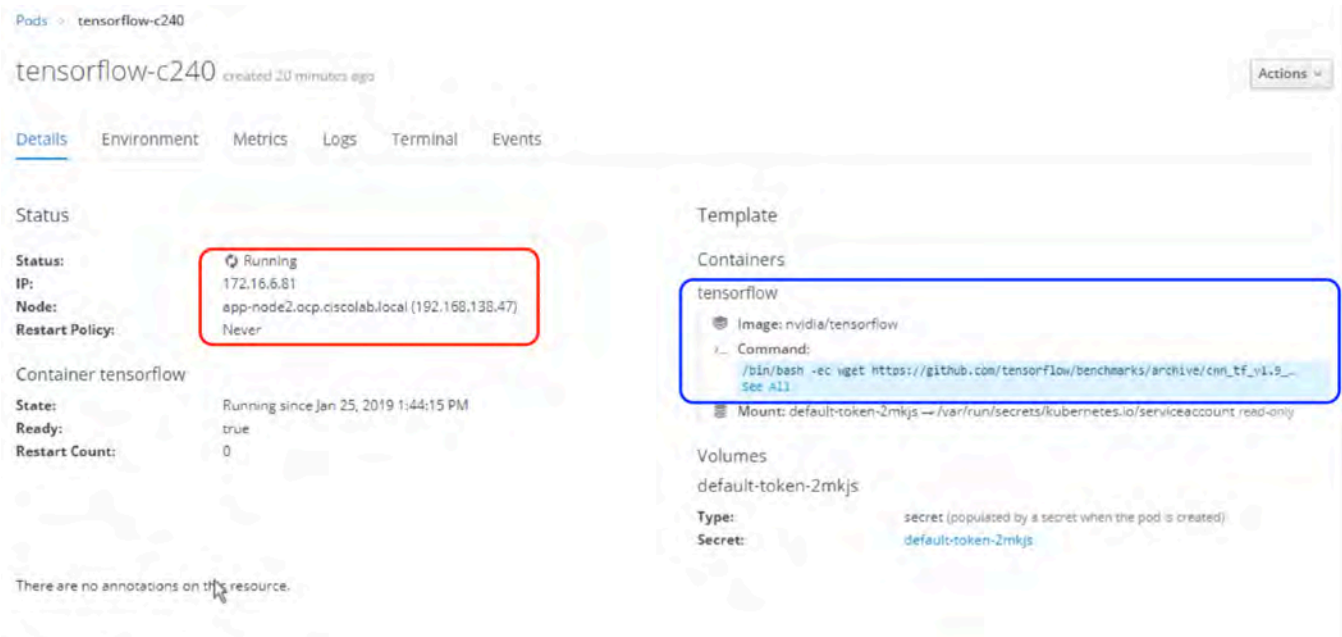 Pods > tensorflow-c240
tensorflow-c240 created 20 minutes ago
Actions
Details Environment Metrics Logs Terminal Events
Status
Status: Running
IP: 172.16.6.81
Node: app-node2.ocp.ciscolab.local (192.168.138.47)
Restart Policy: Never
Container tensorflow
State: Running since Jan 25, 2019 1:44:15 PM
Ready: true
Restart Count: 0
There are no annotations on this resource.
Template
Containers
tensorflow
Image: nvidia/tensorflow
Command:
/bin/bash -ec wget https://github.com/tensorflow/benchmarks/archive/cnn_tf_v1.9_…
See All
Mount: default-token-2mkjs → /var/run/secrets/kubernetes.io/serviceaccount read-only
Volumes
default-token-2mkjs
Type: secret (populated by a secret when the pod is created)
Secret: default-token-2mkjs